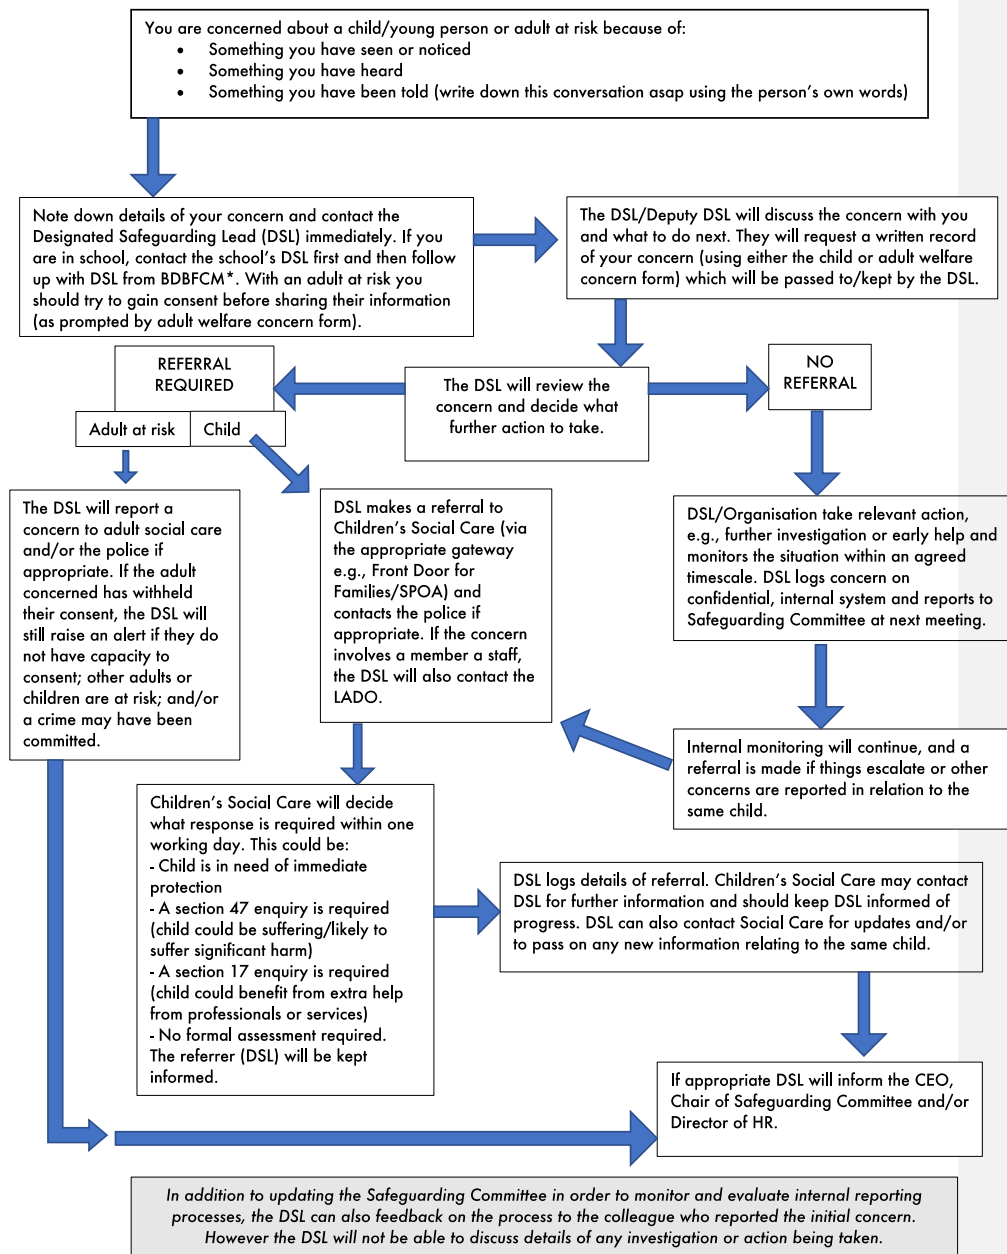 You are concerned about a child/young person or adult at risk because of:
• Something you have seen or noticed
• Something you have heard
• Something you have been told (write down this conversation asap using the person's own words)
Note down details of your concern and contact the
Designated Safeguarding Lead (DSL) immediately. If you
are in school, contact the school's DSL first and then follow
up with DSL from BDBFCM*. With an adult at risk you
should try to gain consent before sharing their information
(as prompted by adult welfare concern form).
The DSL/Deputy DSL will discuss the concern with you
and what to do next. They will request a written record
of your concern (using either the child or adult welfare
concern form) which will be passed to/kept by the DSL.
REFERRAL
REQUIRED
Adult at risk
Child
The DSL will review the
concern and decide what
further action to take.
NO
REFERRAL
The DSL will report a
concern to adult social care
and/or the police if
appropriate. If the adult
concerned has withheld
their consent, the DSL will
still raise an alert if they do
not have capacity to
consent; other adults or
children are at risk; and/or
a crime may have been
committed.
DSL makes a referral to
Children's Social Care (via
the appropriate gateway
e.g., Front Door for
Families/SPOA) and
contacts the police if
appropriate. If the concern
involves a member a staff,
the DSL will also contact the
LADO.
DSL/Organisation take relevant action,
e.g., further investigation or early help and
monitors the situation within an agreed
timescale. DSL logs concern on
confidential, internal system and reports to
Safeguarding Committee at next meeting.
Internal monitoring will continue, and a
referral is made if things escalate or other
concerns are reported in relation to the
same child.
Children's Social Care will decide
what response is required within one
working day. This could be:
- Child is in need of immediate
protection
- A section 47 enquiry is required
(child could be suffering/likely to
suffer significant harm)
- A section 17 enquiry is required
(child could benefit from extra help
from professionals or services)
- No formal assessment required.
The referrer (DSL) will be kept
informed.
DSL logs details of referral. Children's Social Care may contact
DSL for further information and should keep DSL informed of
progress. DSL can also contact Social Care for updates and/or
to pass on any new information relating to the same child.
If appropriate DSL will inform the CEO,
Chair of Safeguarding Committee and/or
Director of HR.
In addition to updating the Safeguarding Committee in order to monitor and evaluate internal reporting
processes, the DSL can also feedback on the process to the colleague who reported the initial concern.
However the DSL will not be able to discuss details of any investigation or action being taken.